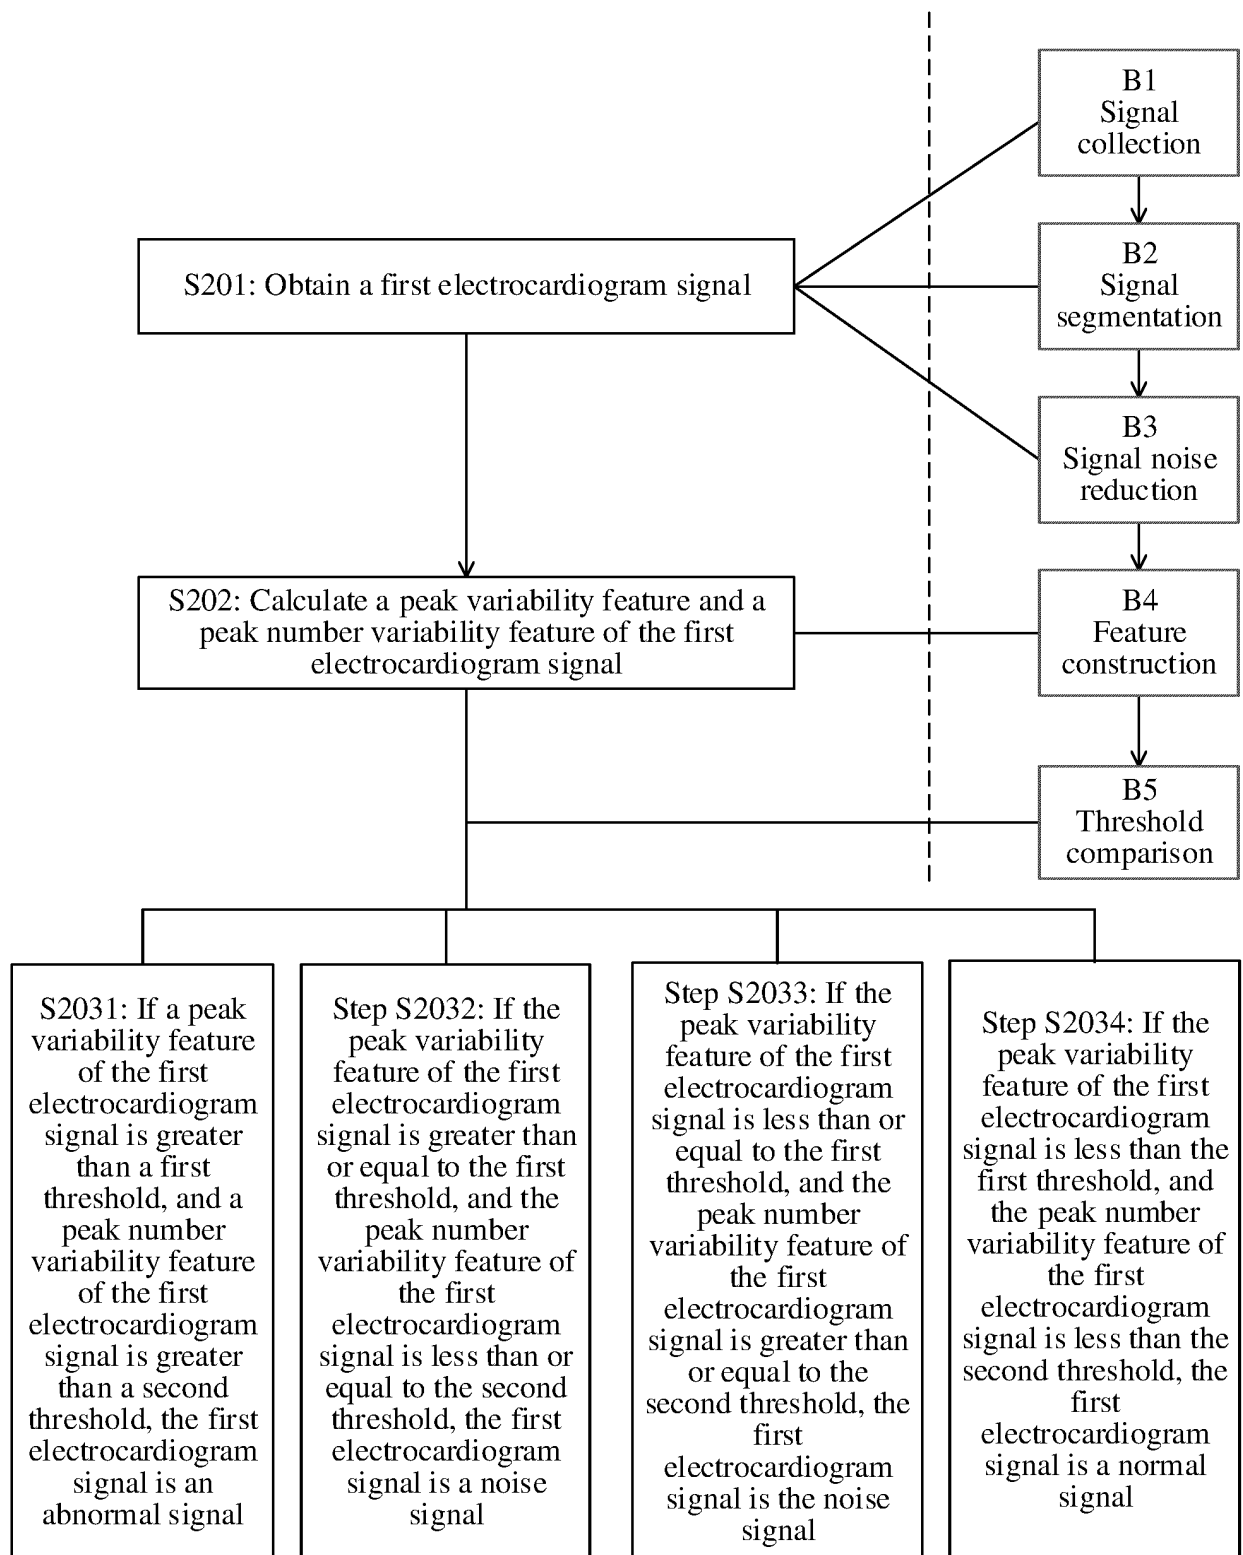 B1
Signal
collection
S201: Obtain a first electrocardiogram signal
B2
Signal
segmentation
B3
Signal noise
reduction
S202: Calculate a peak variability feature and a
peak number variability feature of the first
electrocardiogram signal
B4
Feature
construction
B5
Threshold
comparison
S2031: If a peak
variability feature
of the first
electrocardiogram
signal is greater
than a first
threshold, and a
peak number
variability feature
of the first
electrocardiogram
signal is greater
than a second
threshold, the first
electrocardiogram
signal is an
abnormal signal
Step S2032: If the
peak variability
feature of the first
electrocardiogram
signal is greater than
or equal to the first
threshold, and the
peak number
variability feature of
the first
electrocardiogram
signal is less than or
equal to the second
threshold, the first
electrocardiogram
signal is a noise
signal
Step S2033: If the
peak variability
feature of the first
electrocardiogram
signal is less than or
equal to the first
threshold, and the
peak number
variability feature of
the first
electrocardiogram
signal is greater than
or equal to the
second threshold, the
first
electrocardiogram
signal is the noise
signal
Step S2034: If the
peak variability
feature of the first
electrocardiogram
signal is less than the
first threshold, and
the peak number
variability feature of
the first
electrocardiogram
signal is less than the
second threshold, the
first
electrocardiogram
signal is a normal
signal